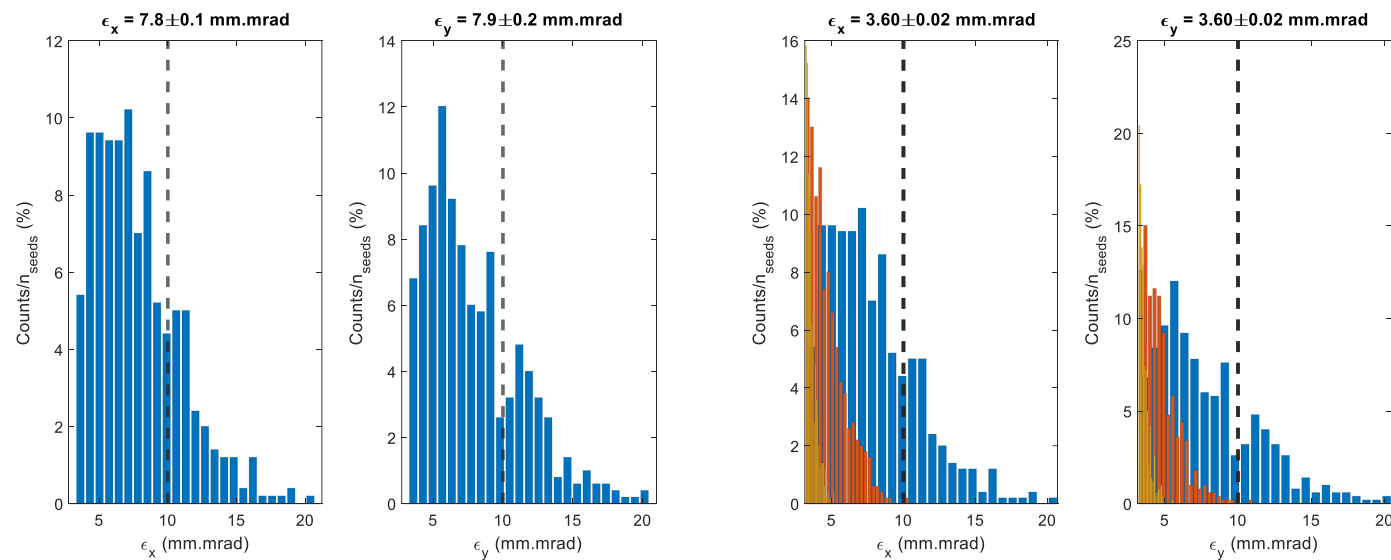 ϵx = 7.8±0.1 mm.mrad
12
10
8
6
4
2
0
Counts/nseeds (%)
5 10 15 20
ϵx (mm.mrad)
ϵy = 7.9±0.2 mm.mrad
14
12
10
8
6
4
2
0
Counts/nseeds (%)
5 10 15 20
ϵy (mm.mrad)
ϵx = 3.60±0.02 mm.mrad
16
14
12
10
8
6
4
2
0
Counts/nseeds (%)
5 10 15 20
ϵx (mm.mrad)
ϵy = 3.60±0.02 mm.mrad
25
20
15
10
5
0
Counts/nseeds (%)
5 10 15 20
ϵy (mm.mrad)